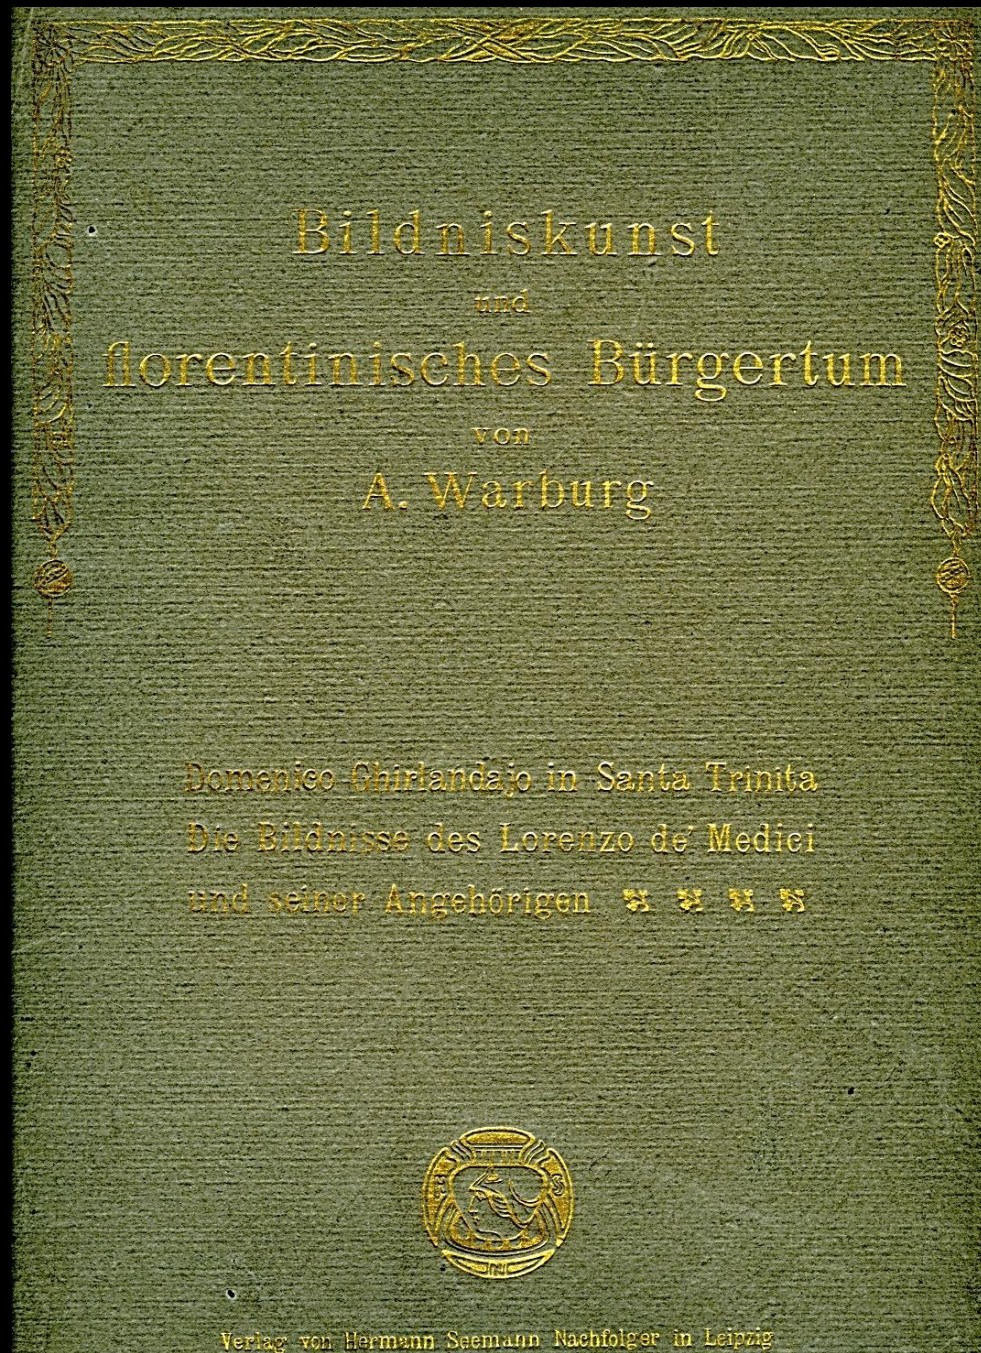 Bildniskunst
und
florentinisches Bürgertum
von
A. Warburg
Domenico Ghirlandajo in Santa Trinita
Die Bildnisse des Lorenzo de' Medici
und seiner Angehörigen
Verlag von Hermann Seemann Nachfolger in Leipzig